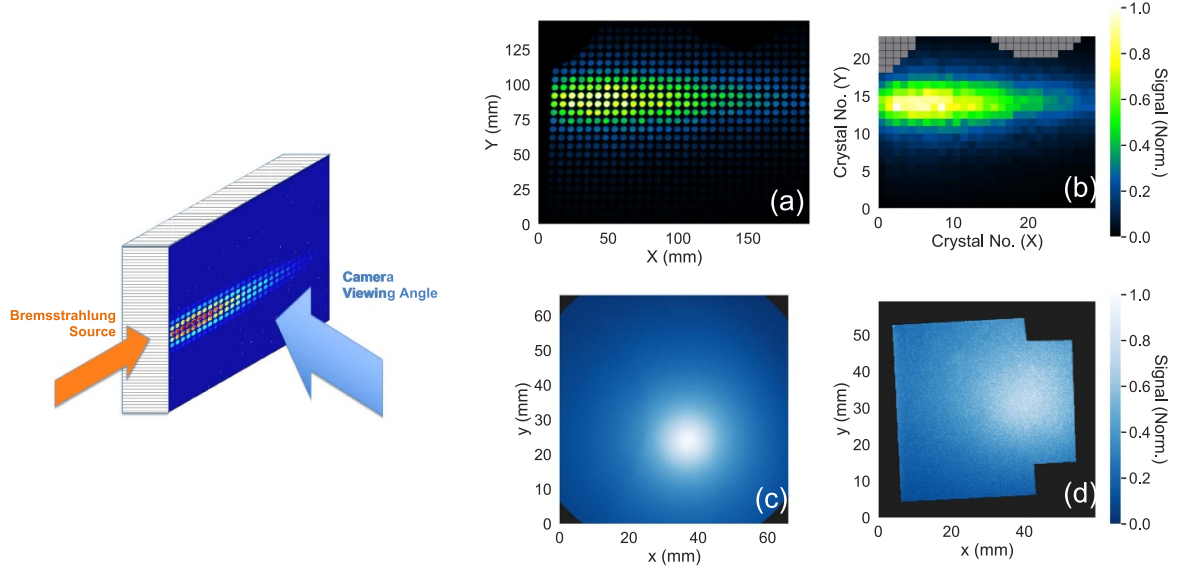 Bremsstrahlung
Source
Camera
Viewing Angle
125
100
75
50
25
0
Y (mm)
0
50
100
150
X (mm)
(a)
20
15
10
5
0
Crystal No. (Y)
0
10
20
Crystal No. (X)
(b)
1.0
0.8
0.6
0.4
0.2
0.0
Signal (Norm.)
60
50
40
30
20
10
0
y (mm)
0
20
40
60
x (mm)
(c)
50
40
30
20
10
0
y (mm)
0
20
40
x (mm)
(d)
1.0
0.8
0.6
0.4
0.2
0.0
Signal (Norm.)